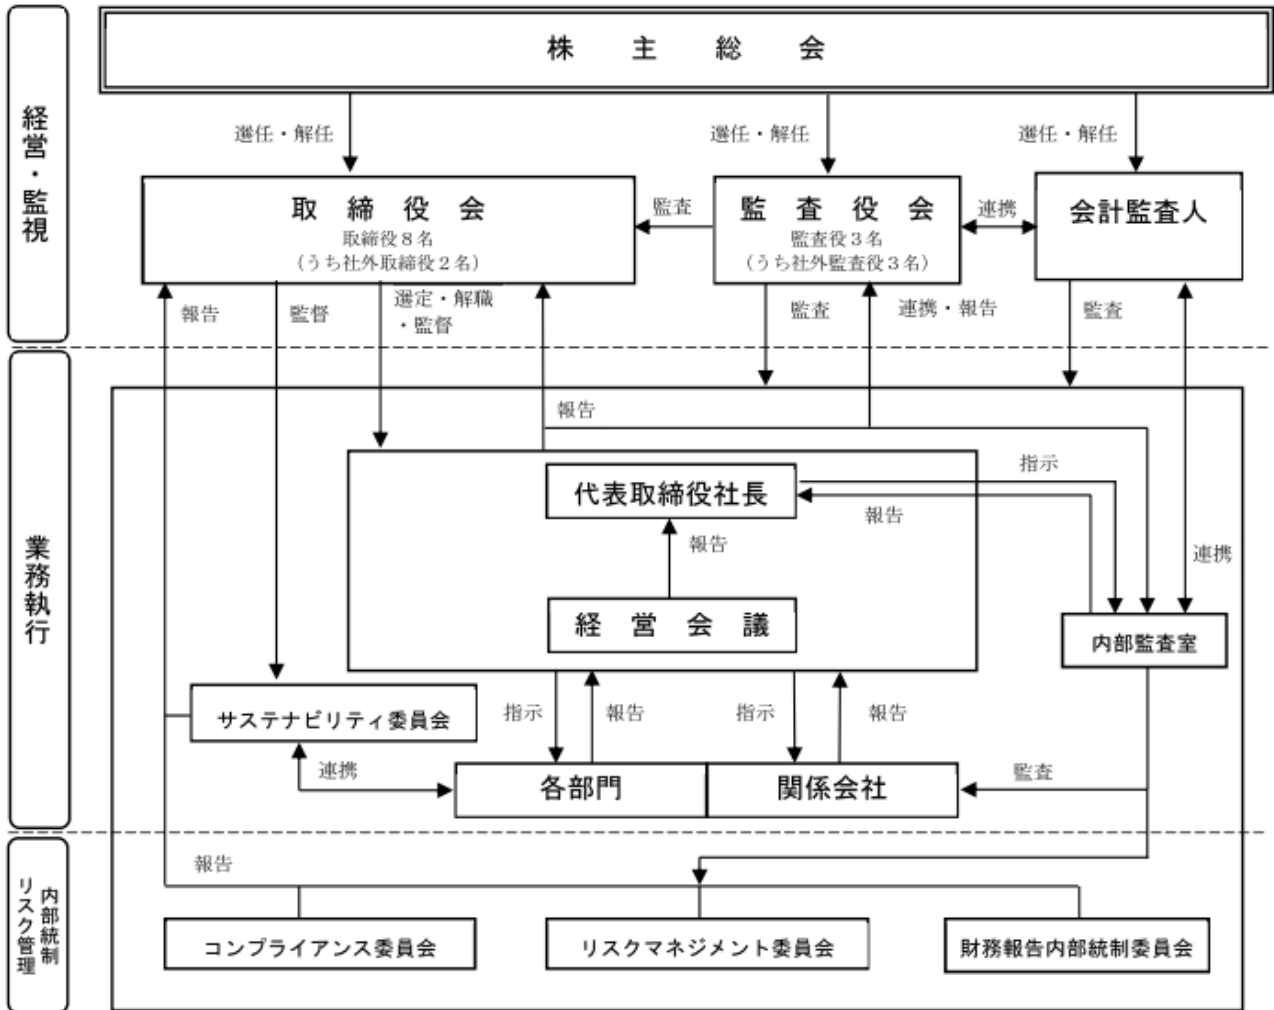 株主総会
経営・監視
選任・解任
選任・解任
選任・解任
取締役会
取締役８名
（うち社外取締役２名）
監査
監査役会
監査役３名
（うち社外監査役３名）
連携
会計監査人
報告
監督
選定・解職
・監督
監査
連携・報告
監査
業務執行
報告
代表取締役社長
指示
報告
報告
連携
経営会議
内部監査室
サステナビリティ委員会
指示
報告
指示
報告
連携
各部門
関係会社
監査
内部統制
リスク管理
報告
コンプライアンス委員会
リスクマネジメント委員会
財務報告内部統制委員会